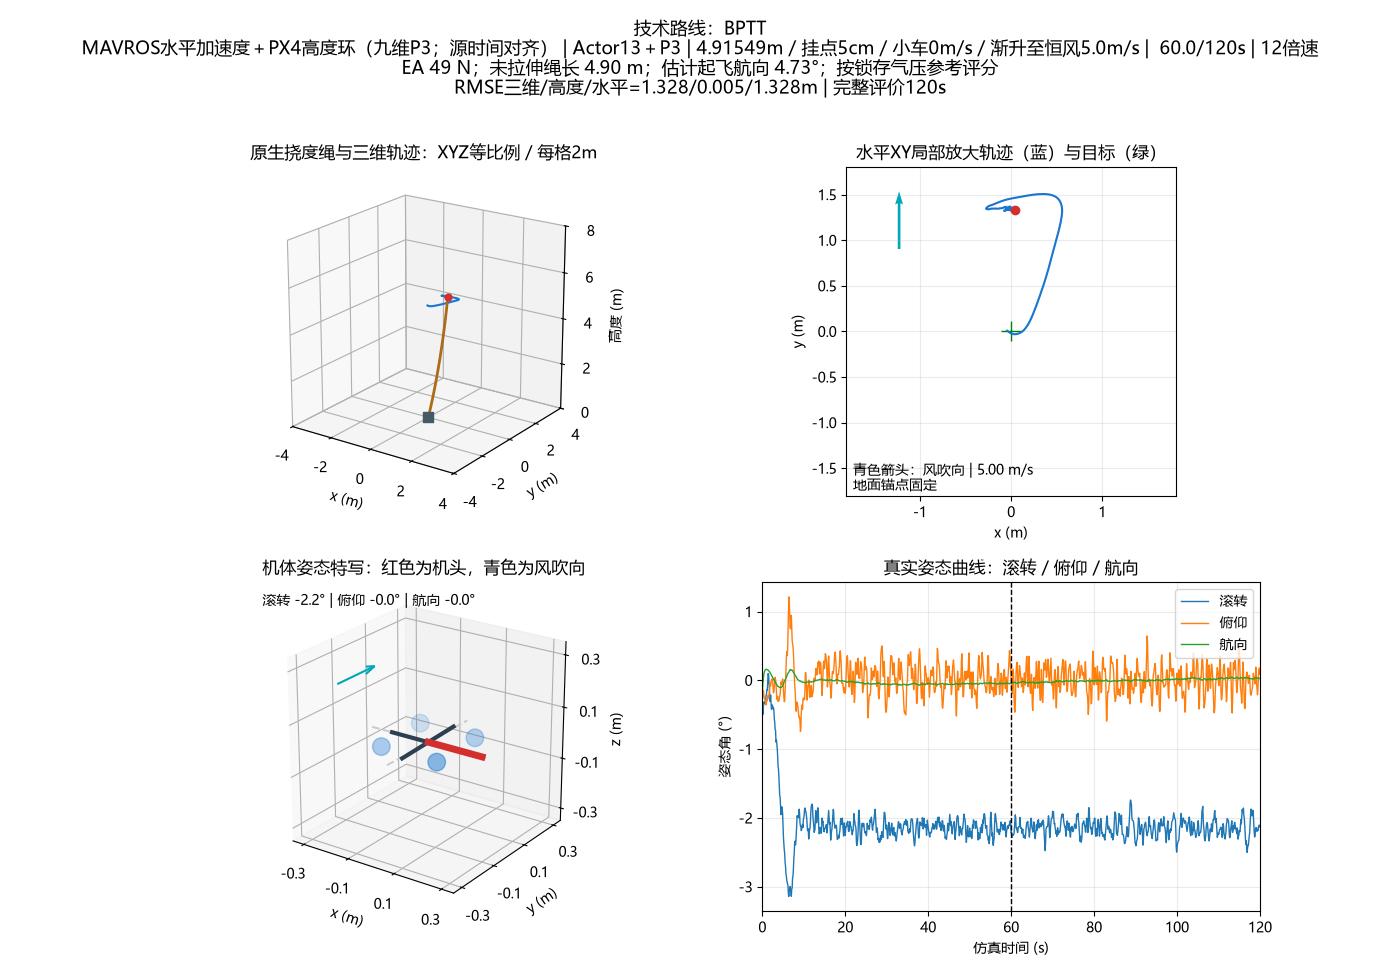 技术路线：BPTT
MAVROS水平加速度＋PX4高度环（九维P3；源时间对齐） | Actor13＋P3 | 4.91549m / 挂点5cm / 小车0m/s / 渐升至恒风5.0m/s |  60.0/120s | 12倍速
EA 49 N；未拉伸绳长 4.90 m；估计起飞航向 4.73°；按锁存气压参考评分
RMSE三维/高度/水平=1.328/0.005/1.328m | 完整评价120s
原生挠度绳与三维轨迹：XYZ等比例 / 每格2m
8
6
4
2
0
高度 (m)
-4
-2
0
2
4
x (m)
-4
-2
0
2
4
y (m)
水平XY局部放大轨迹（蓝）与目标（绿）
1.5
1.0
0.5
0.0
-0.5
-1.0
-1.5
y (m)
青色箭头：风吹向 | 5.00 m/s
地面锚点固定
-1
0
1
x (m)
机体姿态特写：红色为机头，青色为风吹向
滚转 -2.2° | 俯仰 -0.0° | 航向 -0.0°
0.3
0.1
-0.1
-0.3
z (m)
-0.3
-0.1
0.1
0.3
x (m)
-0.3
-0.1
0.1
0.3
y (m)
真实姿态曲线：滚转 / 俯仰 / 航向
滚转
俯仰
航向
1
0
-1
-2
-3
姿态角 (°)
0
20
40
60
80
100
120
仿真时间 (s)